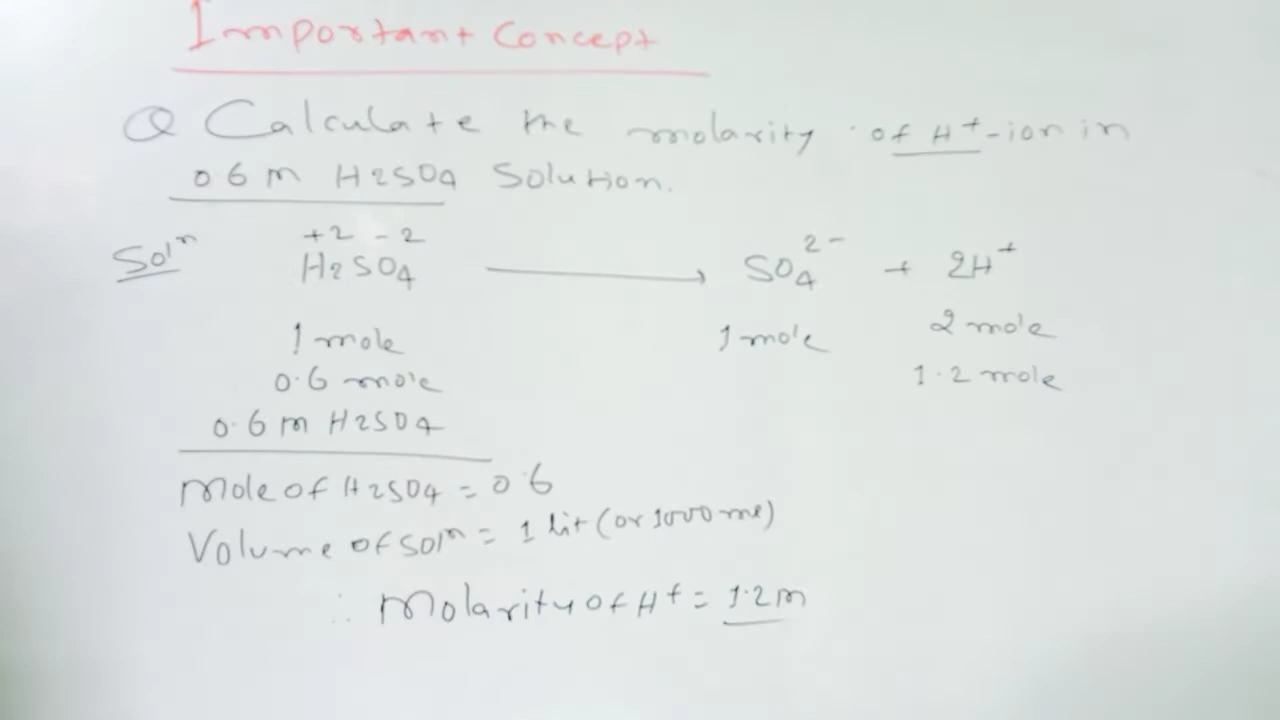 Important Concept
Q Calculate the molarity of H+-ion in
0.6 m H2SO4 Solution.
Solⁿ
+2 -2
H2SO4 → SO4²⁻ + 2H⁺
1 mole 1 mole 2 mole
0.6 mole 1.2 mole
0.6 m H2SO4
Mole of H2SO4 = 0.6
Volume of Solⁿ = 1 lit (or 1000 ml)
∴ Molarity of H+ = 1.2 m